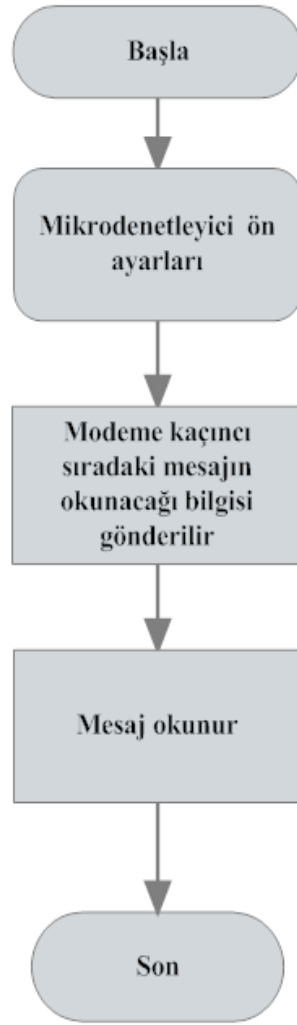 Başla
Mikrodenetleyici ön
ayarları
Modeme kaçıncı
sıradaki mesajın
okunacağı bilgisi
gönderilir
Mesaj okunur
Son